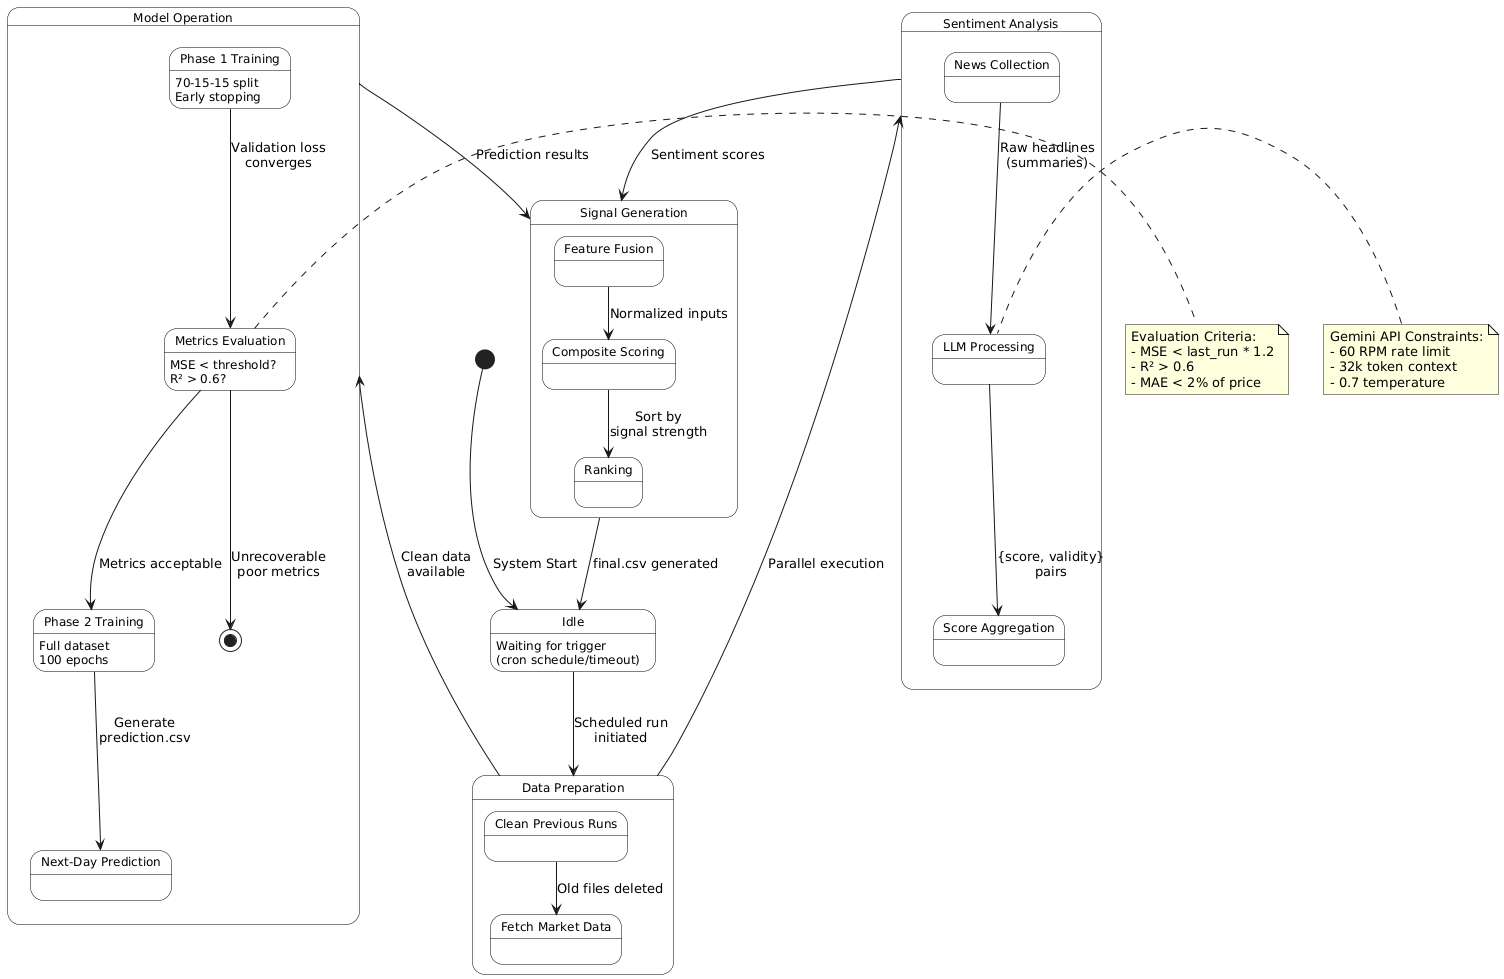 Model Operation
Phase 1 Training
70-15-15 split
Early stopping
Validation loss
converges
Metrics Evaluation
MSE < threshold?
R² > 0.6?
Metrics acceptable
Unrecoverable
poor metrics
Phase 2 Training
Full dataset
100 epochs
Generate
prediction.csv
Next-Day Prediction
Prediction results
Sentiment scores
Signal Generation
Feature Fusion
Normalized inputs
Composite Scoring
Sort by
signal strength
Ranking
Clean data
available
System Start
final.csv generated
Parallel execution
Idle
Waiting for trigger
(cron schedule/timeout)
Scheduled run
initiated
Data Preparation
Clean Previous Runs
Old files deleted
Fetch Market Data
Sentiment Analysis
News Collection
Raw headlines
(summaries)
LLM Processing
{score, validity}
pairs
Score Aggregation
Evaluation Criteria:
- MSE < last_run * 1.2
- R² > 0.6
- MAE < 2% of price
Gemini API Constraints:
- 60 RPM rate limit
- 32k token context
- 0.7 temperature